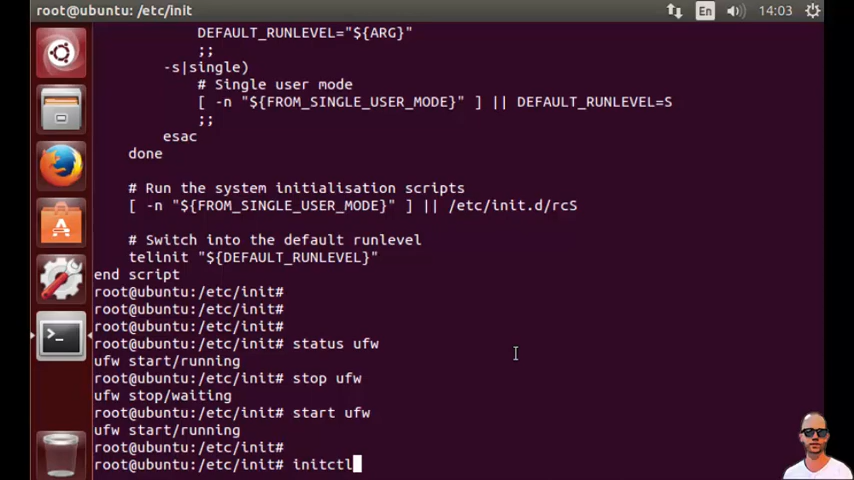 root@ubuntu: /etc/init
En
14:03
DEFAULT_RUNLEVEL="${ARG}"
;;
-s|single)
# Single user mode
[ -n "${FROM_SINGLE_USER_MODE}" ] || DEFAULT_RUNLEVEL=S
;;
esac
done
# Run the system initialisation scripts
[ -n "${FROM_SINGLE_USER_MODE}" ] || /etc/init.d/rcS
# Switch into the default runlevel
telinit "${DEFAULT_RUNLEVEL}"
end script
root@ubuntu:/etc/init#
root@ubuntu:/etc/init#
root@ubuntu:/etc/init#
root@ubuntu:/etc/init# status ufw
ufw start/running
root@ubuntu:/etc/init# stop ufw
ufw stop/waiting
root@ubuntu:/etc/init# start ufw
ufw start/running
root@ubuntu:/etc/init#
root@ubuntu:/etc/init# initctl